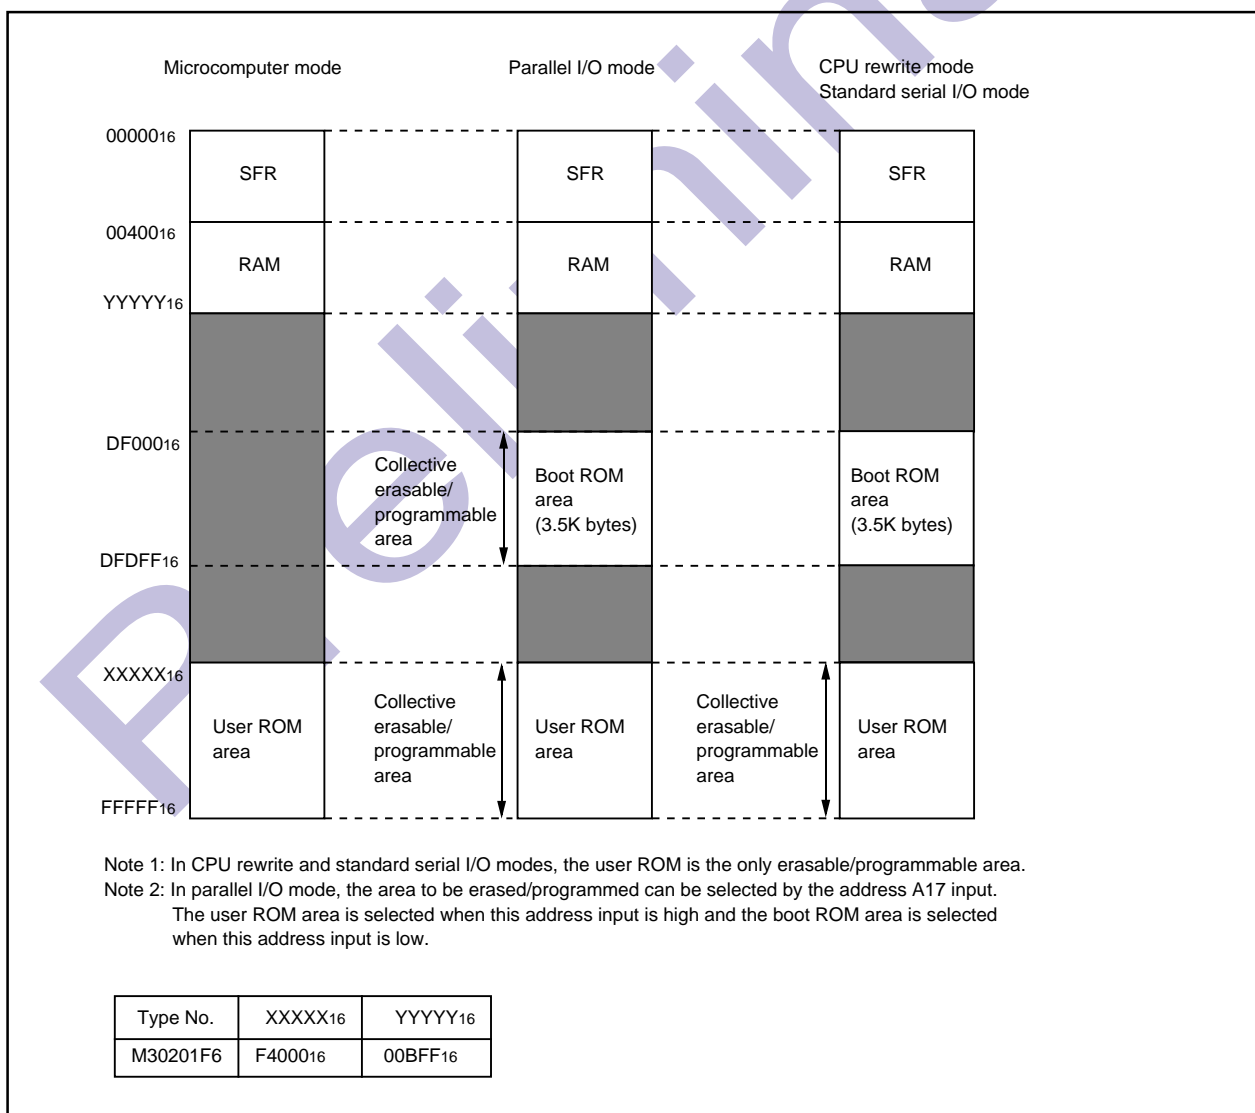 Microcomputer mode
Parallel I/O mode
CPU rewrite mode
Standard serial I/O mode
0000016
SFR
SFR
SFR
0040016
RAM
RAM
RAM
YYYYY16
DF00016
Collective
erasable/
programmable
area
Boot ROM
area
(3.5K bytes)
Boot ROM
area
(3.5K bytes)
DFDFF16
XXXXX16
User ROM
area
Collective
erasable/
programmable
area
User ROM
area
Collective
erasable/
programmable
area
User ROM
area
FFFFF16
Note 1: In CPU rewrite and standard serial I/O modes, the user ROM is the only erasable/programmable area.
Note 2: In parallel I/O mode, the area to be erased/programmed can be selected by the address A17 input.
The user ROM area is selected when this address input is high and the boot ROM area is selected
when this address input is low.
Type No. XXXXX16 YYYYY16
M30201F6 F400016 00BFF16